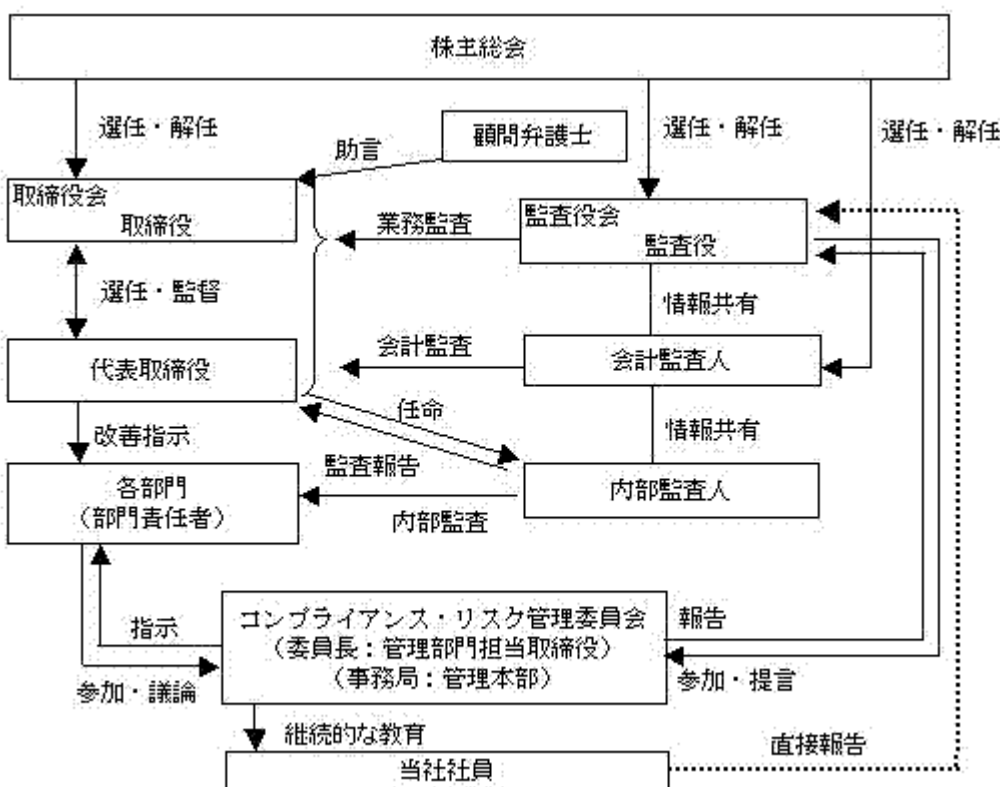 株主総会
選任・解任
選任・解任
選任・解任
顧問弁護士
助言
取締役会
取締役
業務監査
監査役会
監査役
選任・監督
情報共有
代表取締役
会計監査
会計監査人
任命
改善指示
情報共有
監査報告
各部門
(部門責任者)
内部監査人
内部監査
コンプライアンス・リスク管理委員会
(委員長:管理部門担当取締役)
(事務局:管理本部)
指示
報告
参加・議論
参加・提言
継続的な教育
直接報告
当社社員